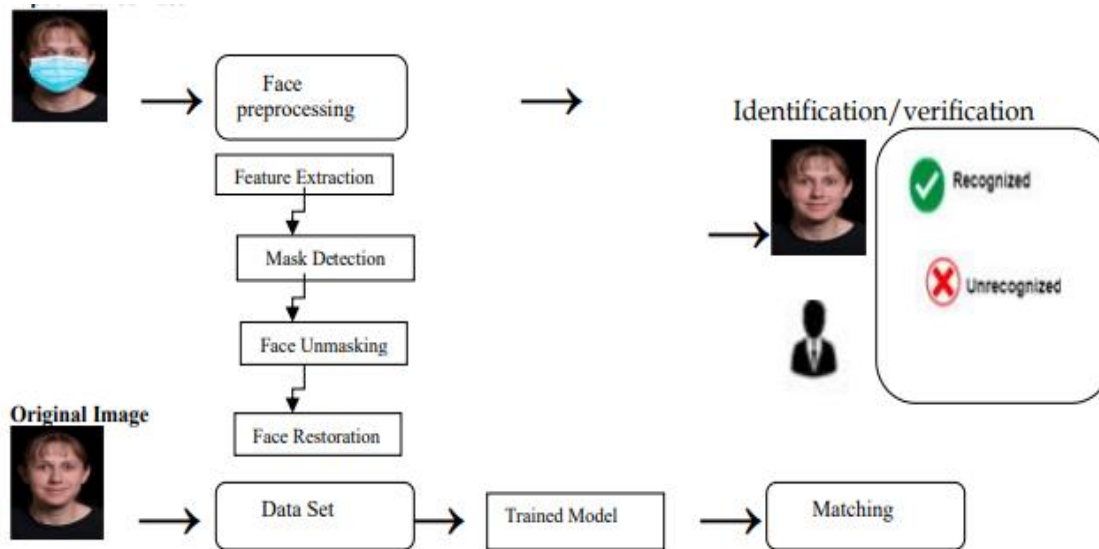 Face
preprocessing
Identification/verification
Recognized
Unrecognized
Feature Extraction
Mask Detection
Face Unmasking
Face Restoration
Original Image
Data Set
Trained Model
Matching